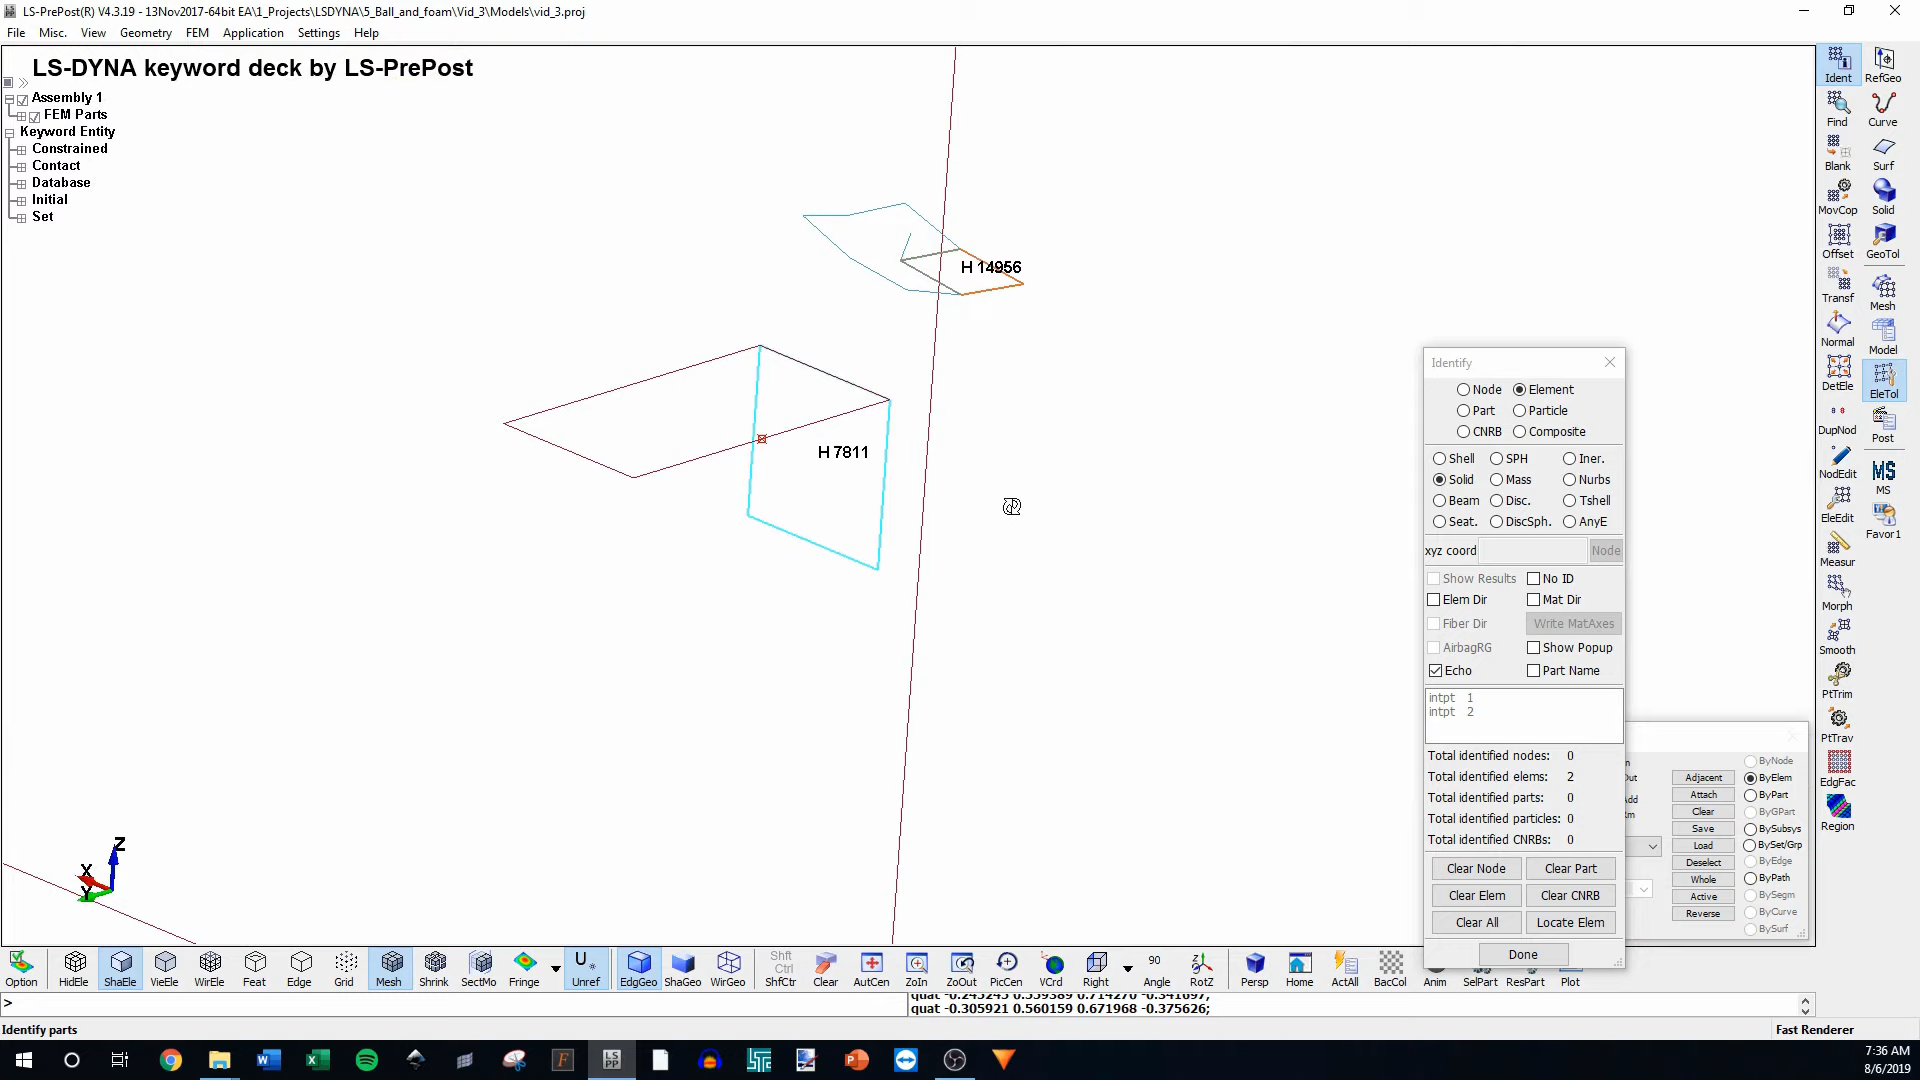 LS-PrePost(R) V4.3.19 - 13Nov2017-64bit EA\1_Projects\LSDYNA\5_Ball_and_foam\Vid_3\Models\vid_3.proj
File Misc. View Geometry FEM Application Settings Help
LS-DYNA keyword deck by LS-PrePost
Assembly 1
FEM Parts
Keyword Entity
Constrained
Contact
Database
Initial
Set
H 14956
H 7811
Z
X
Y
Ident RefGeo
Find Curve
Blank Surf
MovCop Solid
Offset GeoTol
Transf Mesh
Normal Model
DetEle EleTol
DupNod Post
NodEdit MS
MS
EleEdit Favor1
Measur
Morph
Smooth
PtTrim
PtTrav
EdgFac
Region
Identify
Node Element
Part Particle
CNRB Composite
Shell SPH Iner.
Solid Mass Nurbs
Beam Disc. Tshell
Seat. DiscSph. AnyE
xyz coord Node
Show Results No ID
Elem Dir Mat Dir
Fiber Dir Write MatAxes
AirbagRG Show Popup
Echo Part Name
intpt 1
intpt 2
Total identified nodes: 0
Total identified elems: 2
Total identified parts: 0
Total identified particles: 0
Total identified CNRBs: 0
Clear Node Clear Part
Clear Elem Clear CNRB
Clear All Locate Elem
Done
ByNode
Adjacent ByElem
Attach ByPart
Clear ByGPart
Save BySubsys
Load BySet/Grp
Deselect ByEdge
Whole ByPath
Active BySegm
Reverse ByCurve
BySurf
Option HidEle ShaEle VieEle WirEle Feat Edge Grid Mesh Shrink SectMo Fringe Unref EdgGeo ShaGeo WirGeo
Shft
Ctrl
ShfCtr Clear AutCen ZoIn ZoOut PicCen VCrd Right
90
Angle RotZ Persp Home ActAll BacCol Anim SelPart ResPart Plot
>
quat -0.305921 0.560159 0.671968 -0.375626;
Identify parts
Fast Renderer
7:36 AM
8/6/2019